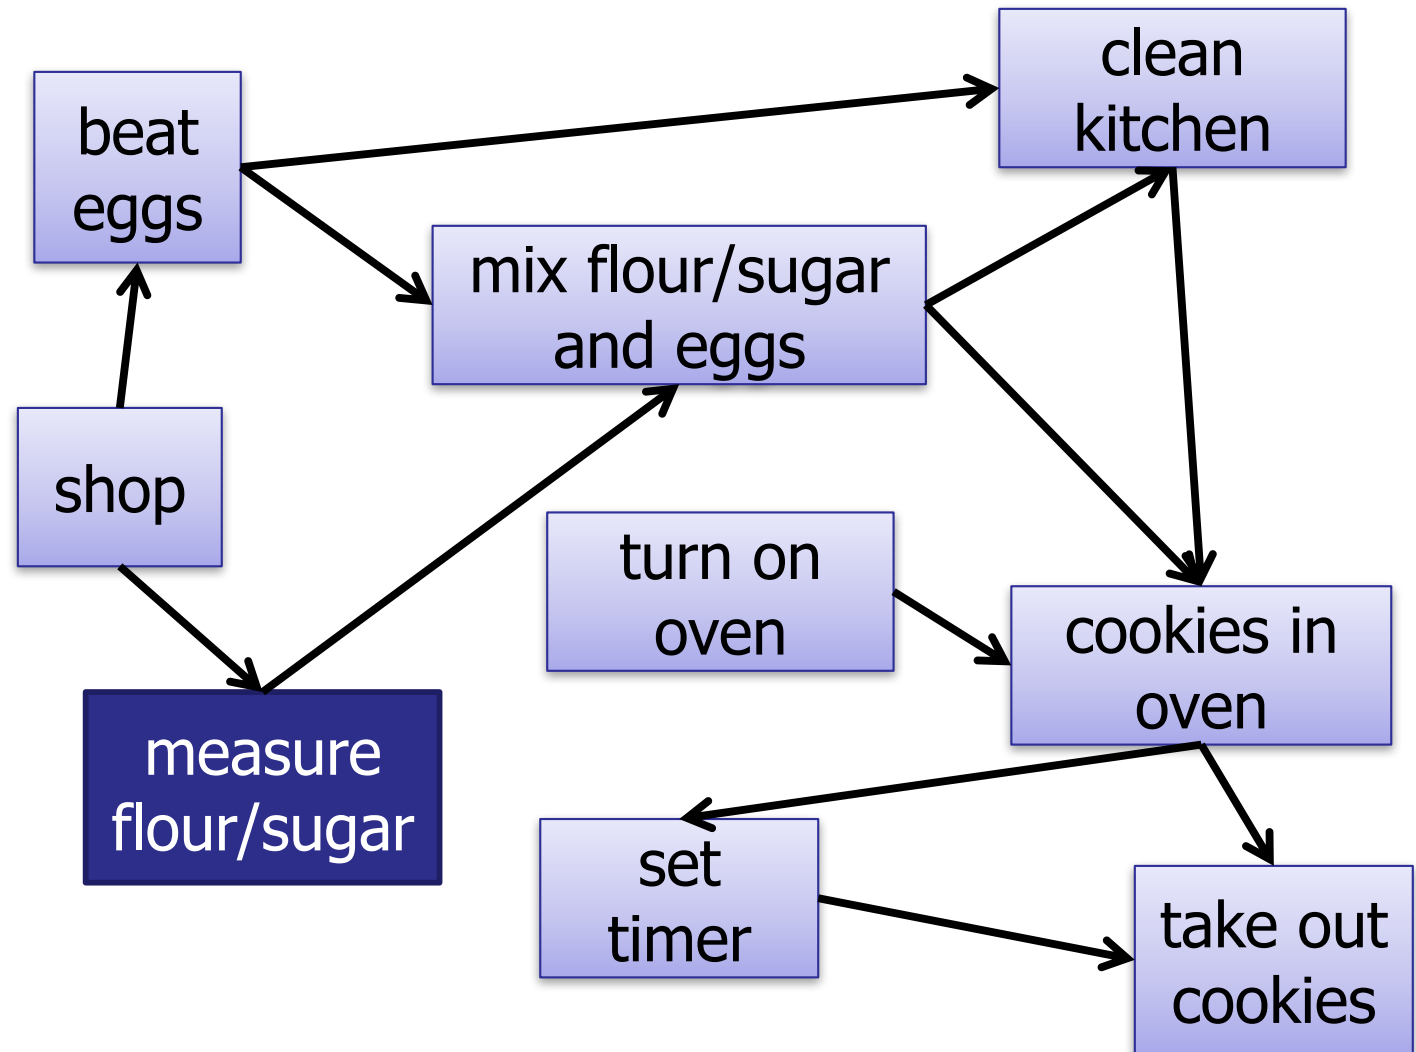 clean
kitchen
beat
eggs
mix flour/sugar
and eggs
shop
turn on
oven
cookies in
oven
measure
flour/sugar
set
timer
take out
cookies